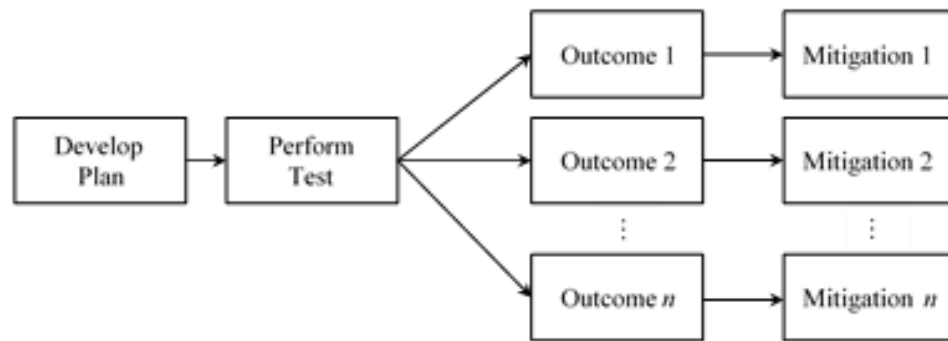 Outcome 1
Mitigation 1
Develop
Plan
Perform
Test
Outcome 2
Mitigation 2
⋮
⋮
Outcome n
Mitigation n